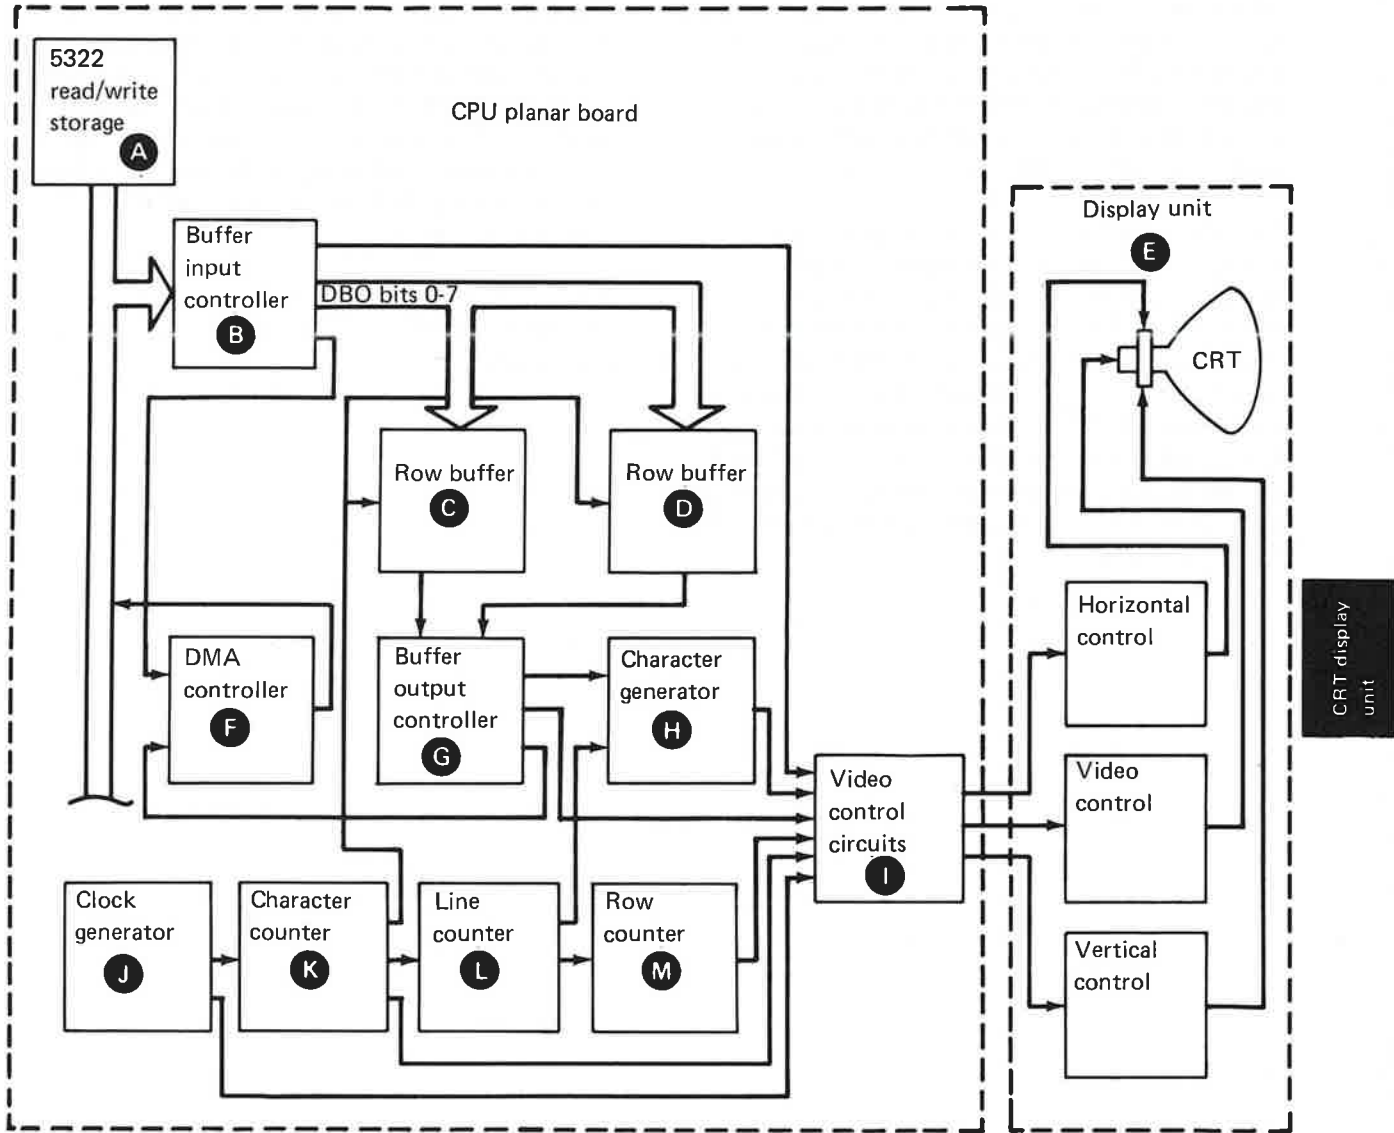 5322
read/write
storage
A
CPU planar board
Buffer
input
controller
B
DBO bits 0-7
Row buffer
C
Row buffer
D
DMA
controller
F
Buffer
output
controller
G
Character
generator
H
Video
control
circuits
I
Clock
generator
J
Character
counter
K
Line
counter
L
Row
counter
M
Display unit
E
CRT
Horizontal
control
Video
control
Vertical
control
CRT display
unit